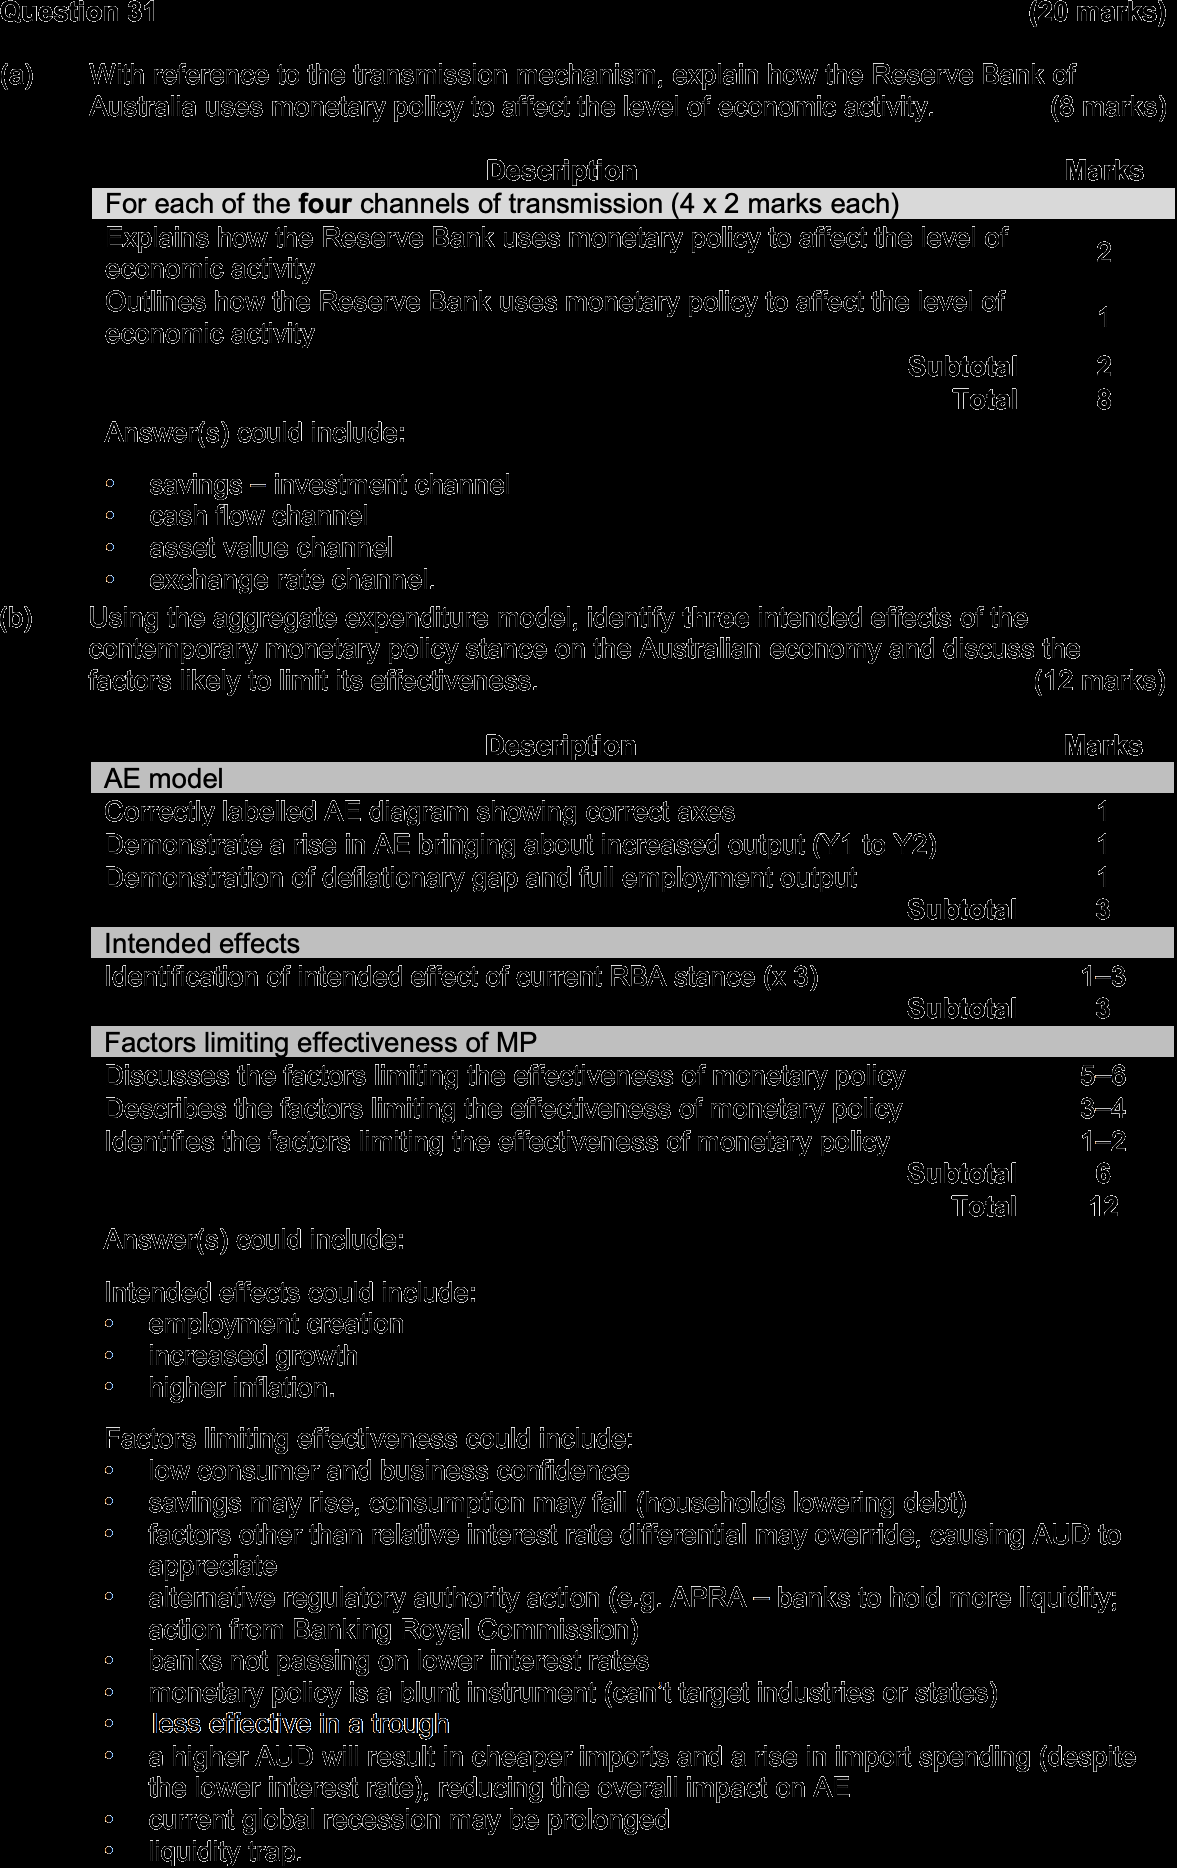 Question 31 (20 marks)
(a) With reference to the transmission mechanism, explain how the Reserve Bank of
Australia uses monetary policy to affect the level of economic activity. (8 marks)
Description Marks
For each of the four channels of transmission (4 x 2 marks each)
Explains how the Reserve Bank uses monetary policy to affect the level of
economic activity 2
Outlines how the Reserve Bank uses monetary policy to affect the level of
economic activity 1
Subtotal 2
Total 8
Answer(s) could include:
• savings – investment channel
• cash flow channel
• asset value channel
• exchange rate channel.
(b) Using the aggregate expenditure model, identify three intended effects of the
contemporary monetary policy stance on the Australian economy and discuss the
factors likely to limit its effectiveness. (12 marks)
Description Marks
AE model
Correctly labelled AE diagram showing correct axes 1
Demonstrate a rise in AE bringing about increased output (Y1 to Y2) 1
Demonstration of deflationary gap and full employment output 1
Subtotal 3
Intended effects
Identification of intended effect of current RBA stance (x 3) 1–3
Subtotal 3
Factors limiting effectiveness of MP
Discusses the factors limiting the effectiveness of monetary policy 5–6
Describes the factors limiting the effectiveness of monetary policy 3–4
Identifies the factors limiting the effectiveness of monetary policy 1–2
Subtotal 6
Total 12
Answer(s) could include:
Intended effects could include:
• employment creation
• increased growth
• higher inflation.
Factors limiting effectiveness could include:
• low consumer and business confidence
• savings may rise, consumption may fall (households lowering debt)
• factors other than relative interest rate differential may override, causing AUD to
appreciate
• alternative regulatory authority action (e.g. APRA – banks to hold more liquidity;
action from Banking Royal Commission)
• banks not passing on lower interest rates
• monetary policy is a blunt instrument (can't target industries or states)
• less effective in a trough
• a higher AUD will result in cheaper imports and a rise in import spending (despite
the lower interest rate), reducing the overall impact on AE
• current global recession may be prolonged
• liquidity trap.